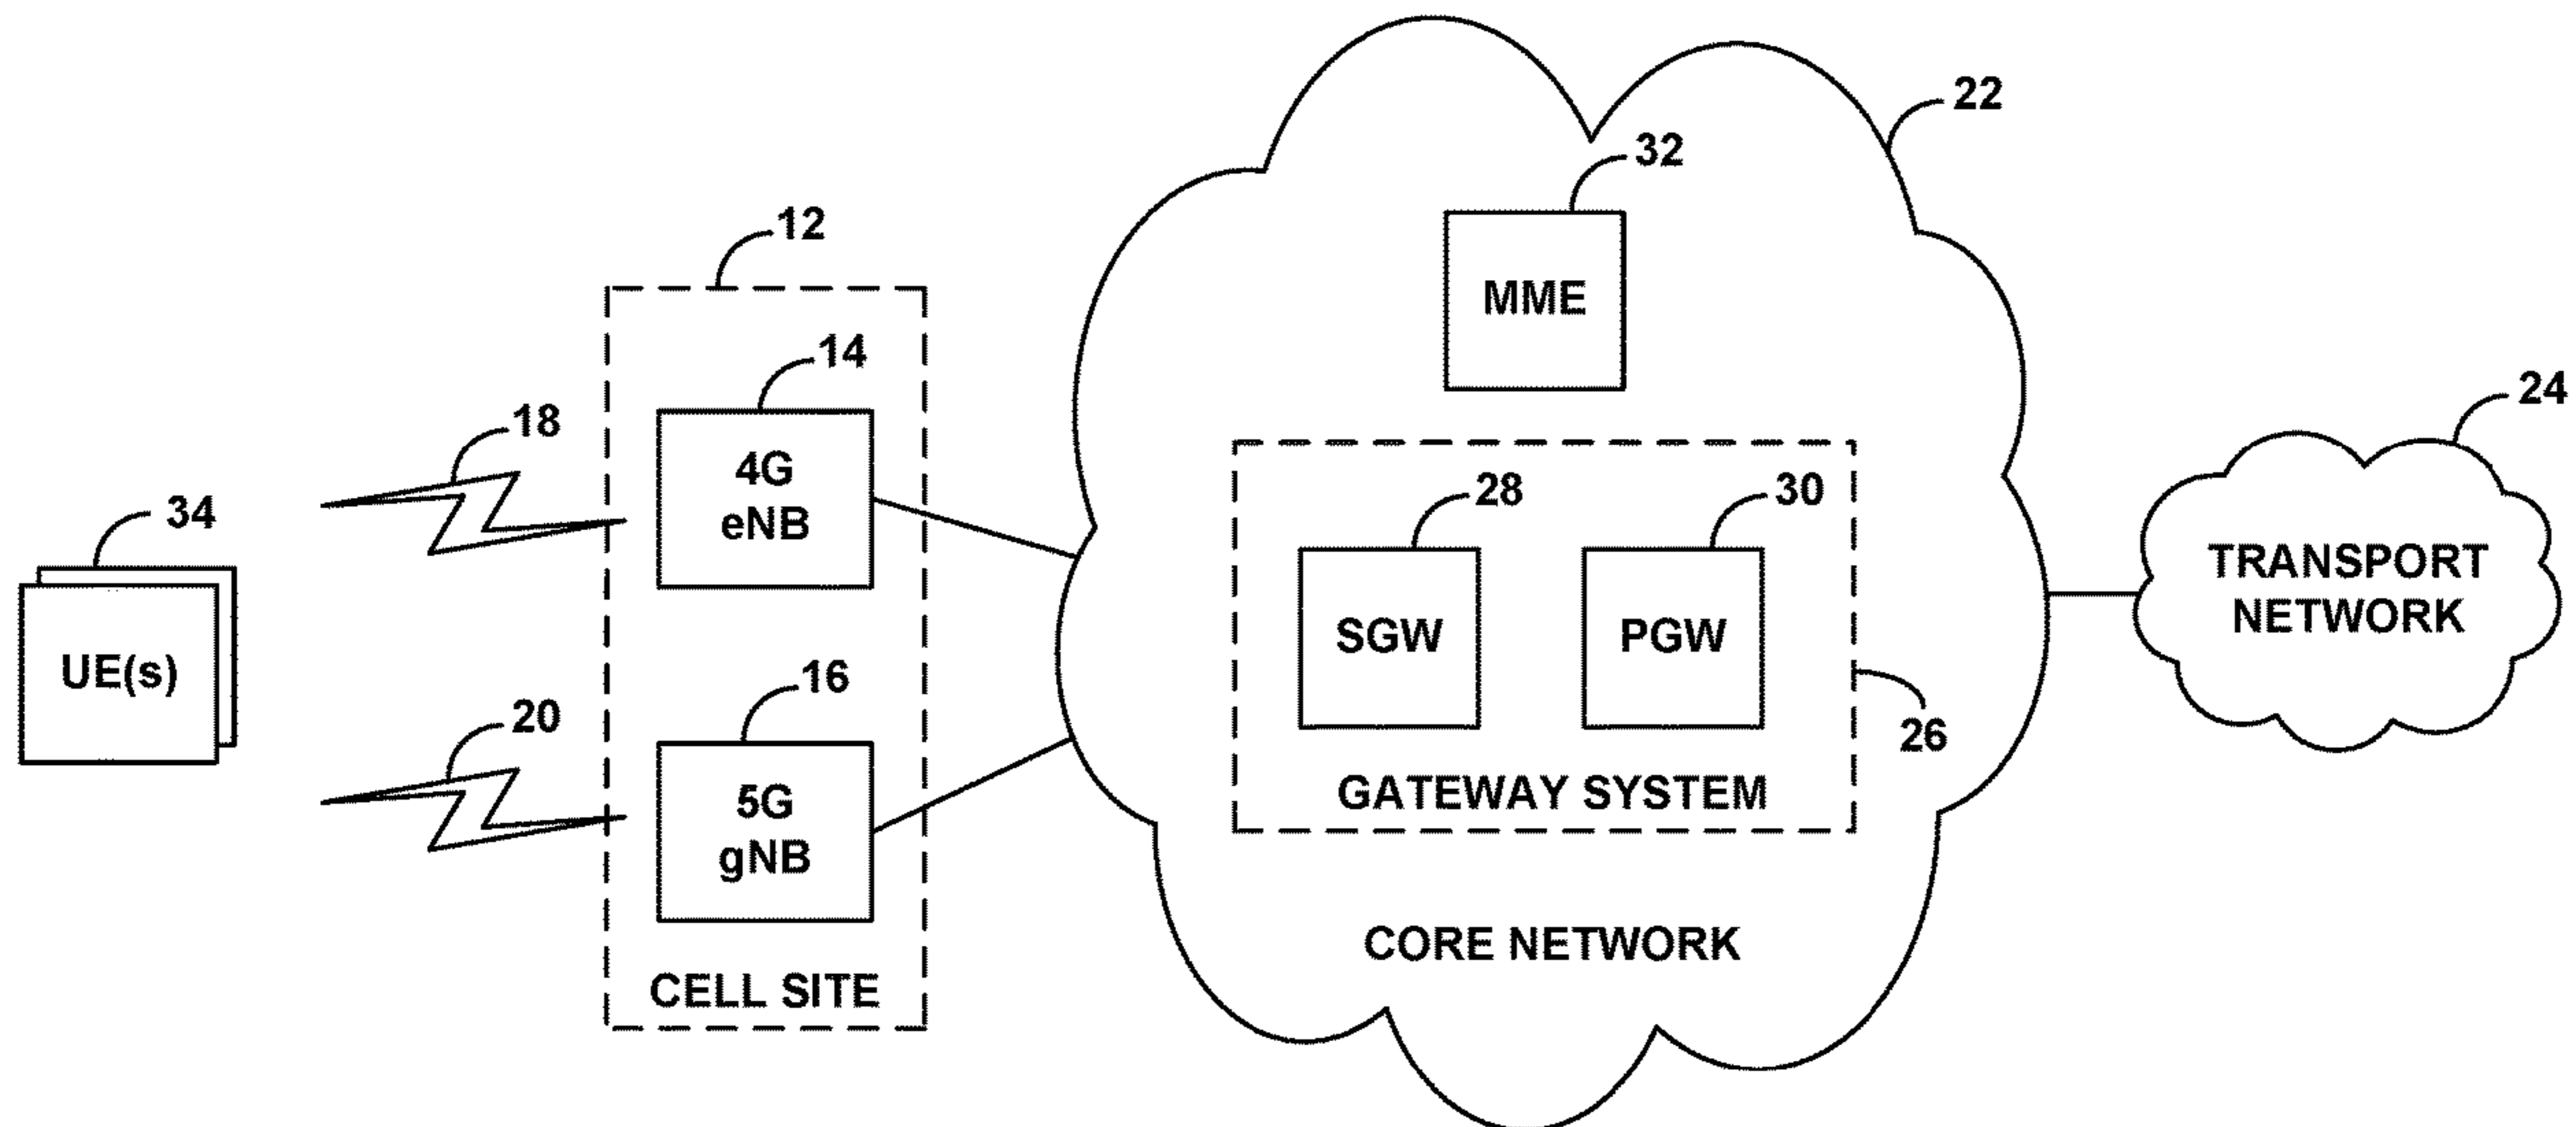 22
32
12
MME
14
24
18
4G
eNB
28
30
34
TRANSPORT
NETWORK
SGW
PGW
UE(s)
16
20
26
5G
gNB
GATEWAY SYSTEM
CORE NETWORK
CELL SITE